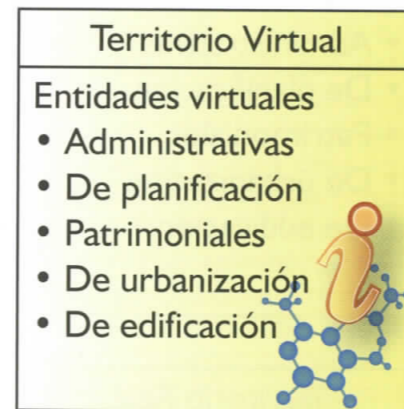 Territorio Virtual
Entidades virtuales
• Administrativas
• De planificación
• Patrimoniales
• De urbanización
• De edificación
i